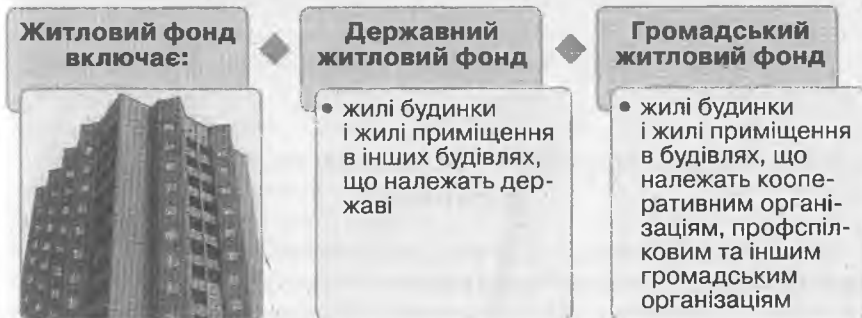 Житловий фонд
включає:
Державний
житловий фонд
• жилі будинки
і жилі приміщення
в інших будівлях,
що належать дер-
жаві
Громадський
житловий фонд
• жилі будинки
і жилі приміщення
в будівлях, що
належать коопе-
ративним органі-
заціям, профспіл-
ковим та іншим
громадським
організаціям